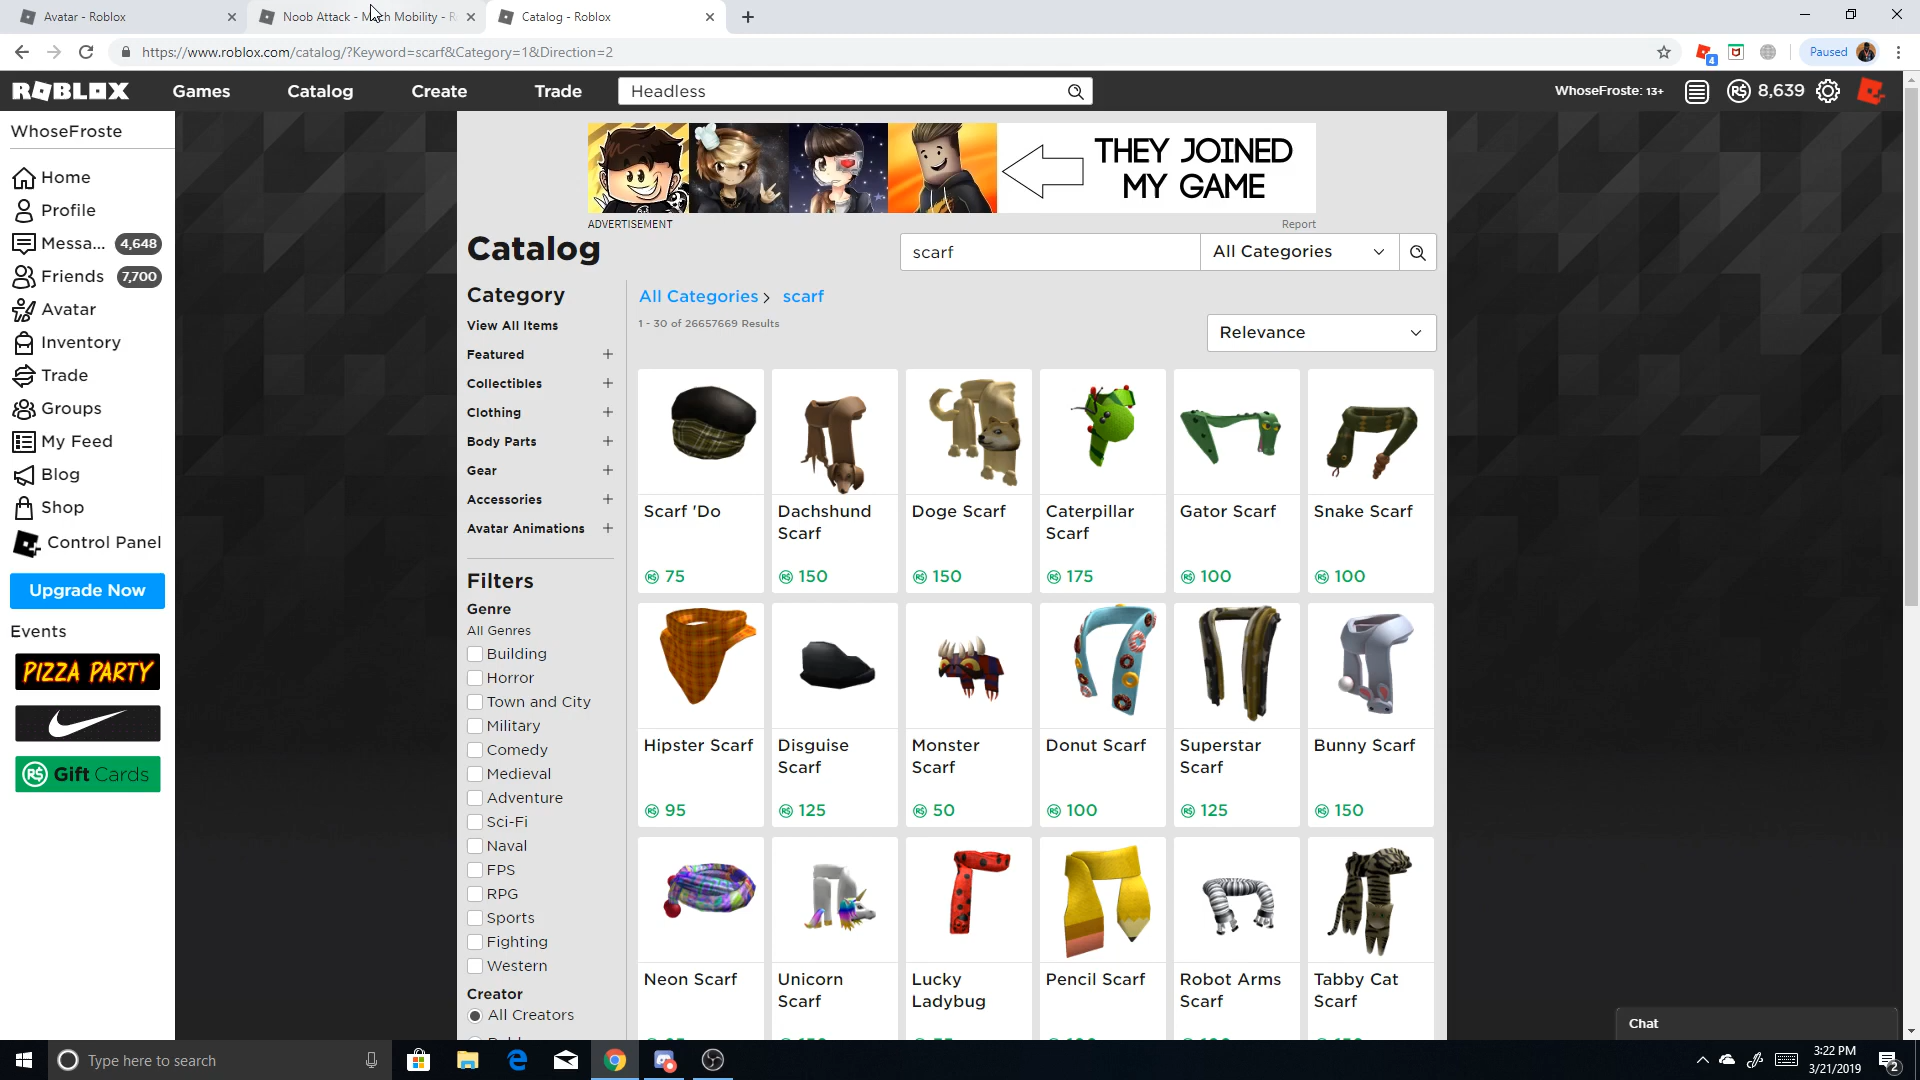 Avatar - Roblox
Noob Attack - Mech Mobility - R
Catalog - Roblox
https://www.roblox.com/catalog/?Keyword=scarf&Category=1&Direction=2
4
Paused
ROBLOX
Games
Catalog
Create
Trade
Headless
WhoseFroste: 13+
8,639
WhoseFroste
Home
Profile
Messa... 4,648
Friends 7,700
Avatar
Inventory
Trade
Groups
My Feed
Blog
Shop
Control Panel
Upgrade Now
Events
PIZZA PARTY
Gift Cards
THEY JOINED
MY GAME
ADVERTISEMENT
Report
Catalog
scarf
All Categories
Category
View All Items
Featured +
Collectibles +
Clothing +
Body Parts +
Gear +
Accessories +
Avatar Animations +
Filters
Genre
All Genres
Building
Horror
Town and City
Military
Comedy
Medieval
Adventure
Sci-Fi
Naval
FPS
RPG
Sports
Fighting
Western
Creator
All Creators
All Categories > scarf
1 - 30 of 26657669 Results
Relevance
Scarf 'Do
75
Dachshund
Scarf
150
Doge Scarf
150
Caterpillar
Scarf
175
Gator Scarf
100
Snake Scarf
100
Hipster Scarf
95
Disguise
Scarf
125
Monster
Scarf
50
Donut Scarf
100
Superstar
Scarf
125
Bunny Scarf
150
Neon Scarf
Unicorn
Scarf
Lucky
Ladybug
Pencil Scarf
Robot Arms
Scarf
Tabby Cat
Scarf
Chat
Type here to search
3:22 PM
3/21/2019
2